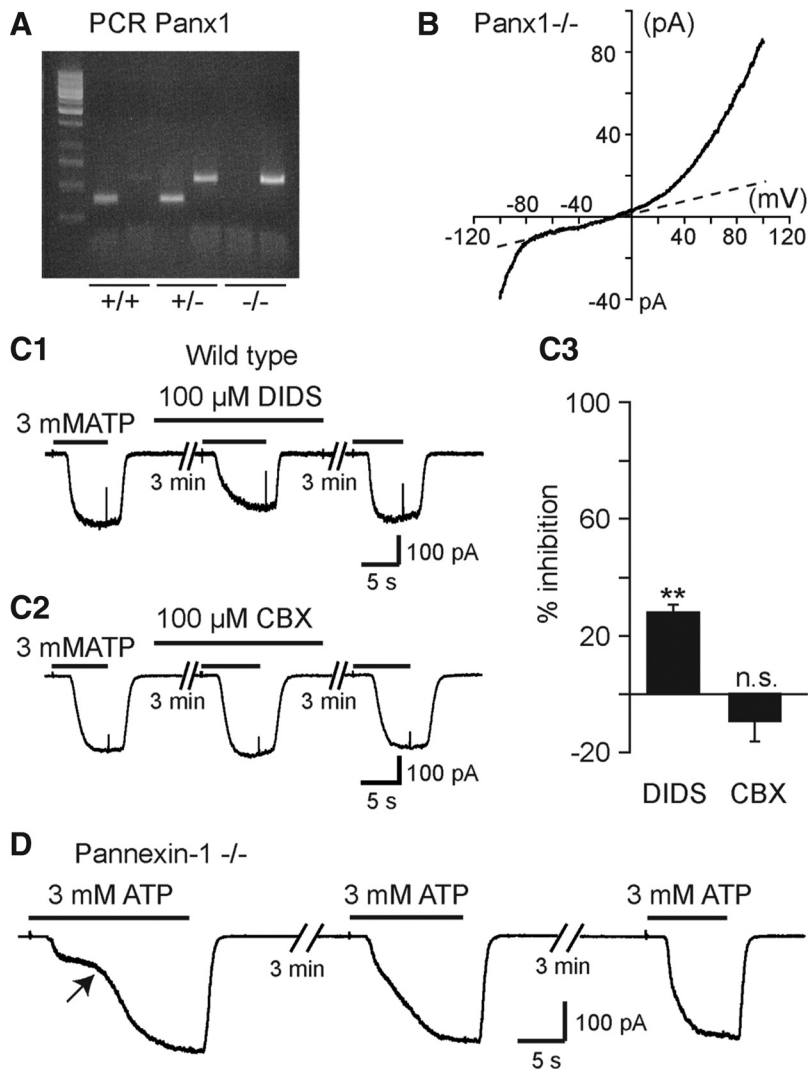 A PCR Panx1
+/+ +/- -/-
B Panx1-/- 80 (pA)
40
-80 -40 (mV)
-120 40 80 120
-40 pA
C1 Wild type
100 µM DIDS
3 mMATP
3 min 3 min
100 pA
5 s
C2
100 µM CBX
3 mMATP
3 min 3 min
100 pA
5 s
C3
100
60
20
-20
% inhibition
**
n.s.
DIDS CBX
D Pannexin-1 -/-
3 mM ATP 3 mM ATP 3 mM ATP
3 min 3 min
100 pA
5 s